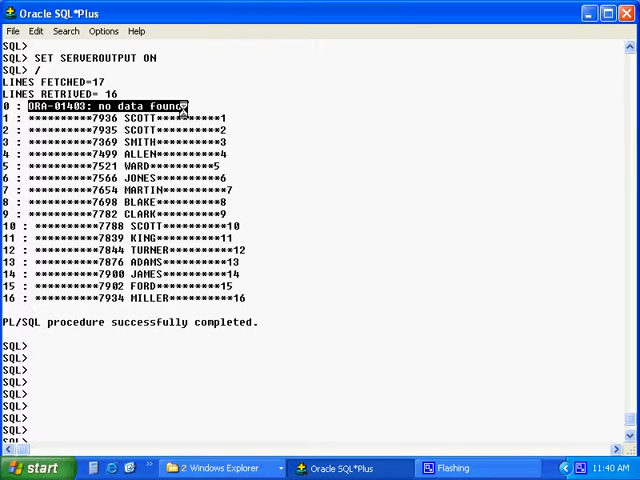 Oracle SQL*Plus
File Edit Search Options Help
SQL>
SQL> SET SERVEROUTPUT ON
SQL> /
LINES FETCHED=17
LINES RETRIVED= 16
0 : ORA-01403: no data found
1 : **********7936 SCOTT**********1
2 : **********7935 SCOTT**********2
3 : **********7369 SMITH**********3
4 : **********7499 ALLEN**********4
5 : **********7521 WARD**********5
6 : **********7566 JONES**********6
7 : **********7654 MARTIN**********7
8 : **********7698 BLAKE**********8
9 : **********7782 CLARK**********9
10 : **********7788 SCOTT**********10
11 : **********7839 KING**********11
12 : **********7844 TURNER**********12
13 : **********7876 ADAMS**********13
14 : **********7900 JAMES**********14
15 : **********7902 FORD**********15
16 : **********7934 MILLER**********16
PL/SQL procedure successfully completed.
SQL>
SQL>
SQL>
SQL>
SQL>
SQL>
SQL>
SQL>
SQL>
start 2 Windows Explorer Oracle SQL*Plus Flashing 11:40 AM